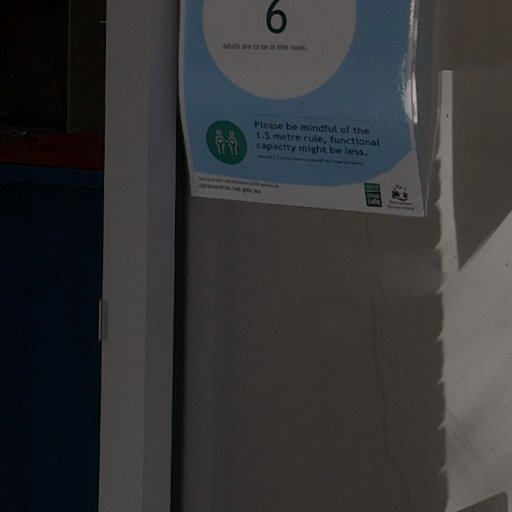 6
adults are to be in this room.
Please be mindful of the
1.5 metre rule, functional
capacity might be less.
coronavirus.tas.gov.au